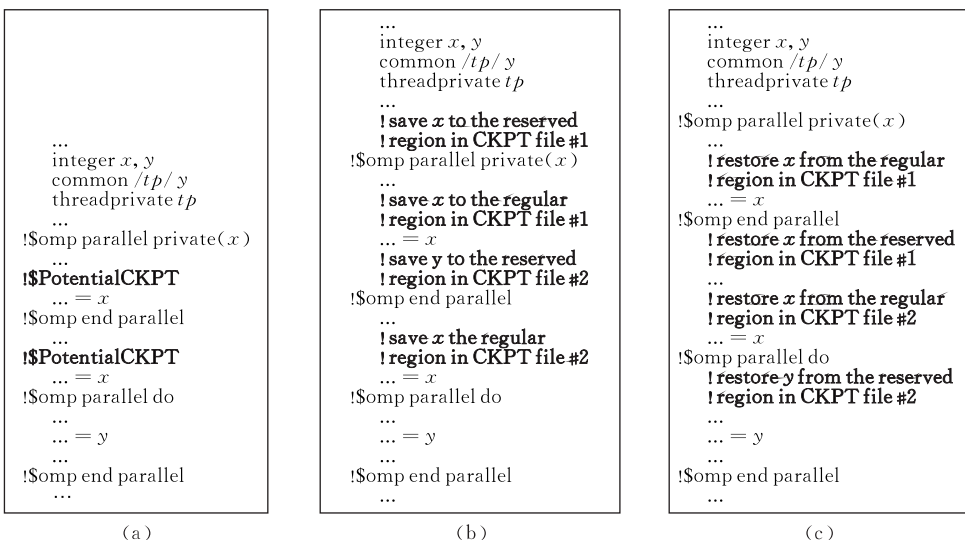 ...
integer x, y
common /tp/ y
threadprivate tp
...
!$omp parallel private(x)
...
!$PotentialCKPT
... = x
!$omp end parallel
...
!$PotentialCKPT
... = x
!$omp parallel do
...
... = y
...
!$omp end parallel
...
(a)
...
integer x, y
common /tp/ y
threadprivate tp
...
! save x to the reserved
! region in CKPT file #1
!$omp parallel private(x)
...
! save x to the regular
! region in CKPT file #1
... = x
! save y to the reserved
! region in CKPT file #2
!$omp end parallel
...
! save x the regular
! region in CKPT file #2
... = x
!$omp parallel do
...
... = y
...
!$omp end parallel
...
(b)
...
integer x, y
common /tp/ y
threadprivate tp
...
!$omp parallel private(x)
...
! restore x from the regular
! region in CKPT file #1
... = x
!$omp end parallel
! restore x from the reserved
! region in CKPT file #1
...
! restore x from the regular
! region in CKPT file #2
... = x
!$omp parallel do
! restore y from the reserved
! region in CKPT file #2
...
... = y
...
!$omp end parallel
...
(c)